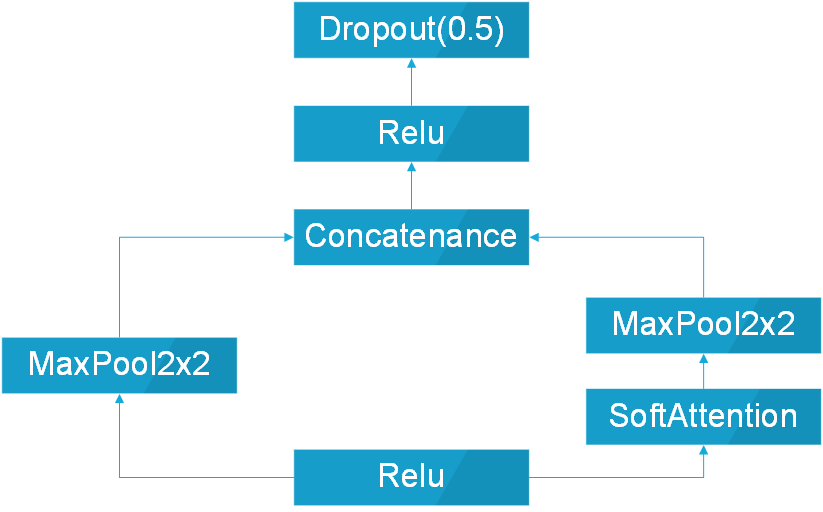 Dropout(0.5)
Relu
Concatenance
MaxPool2x2
MaxPool2x2
SoftAttention
Relu